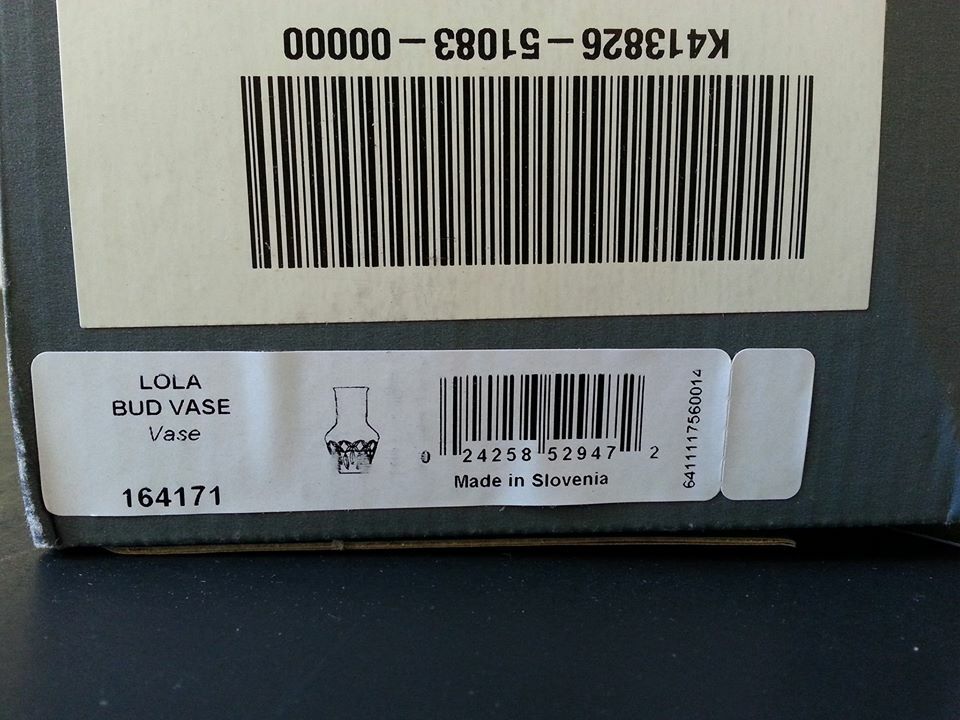 K413826-51083-00000
LOLA
BUD VASE
Vase
164171
0 24258 52947 2
Made in Slovenia
6411117560014